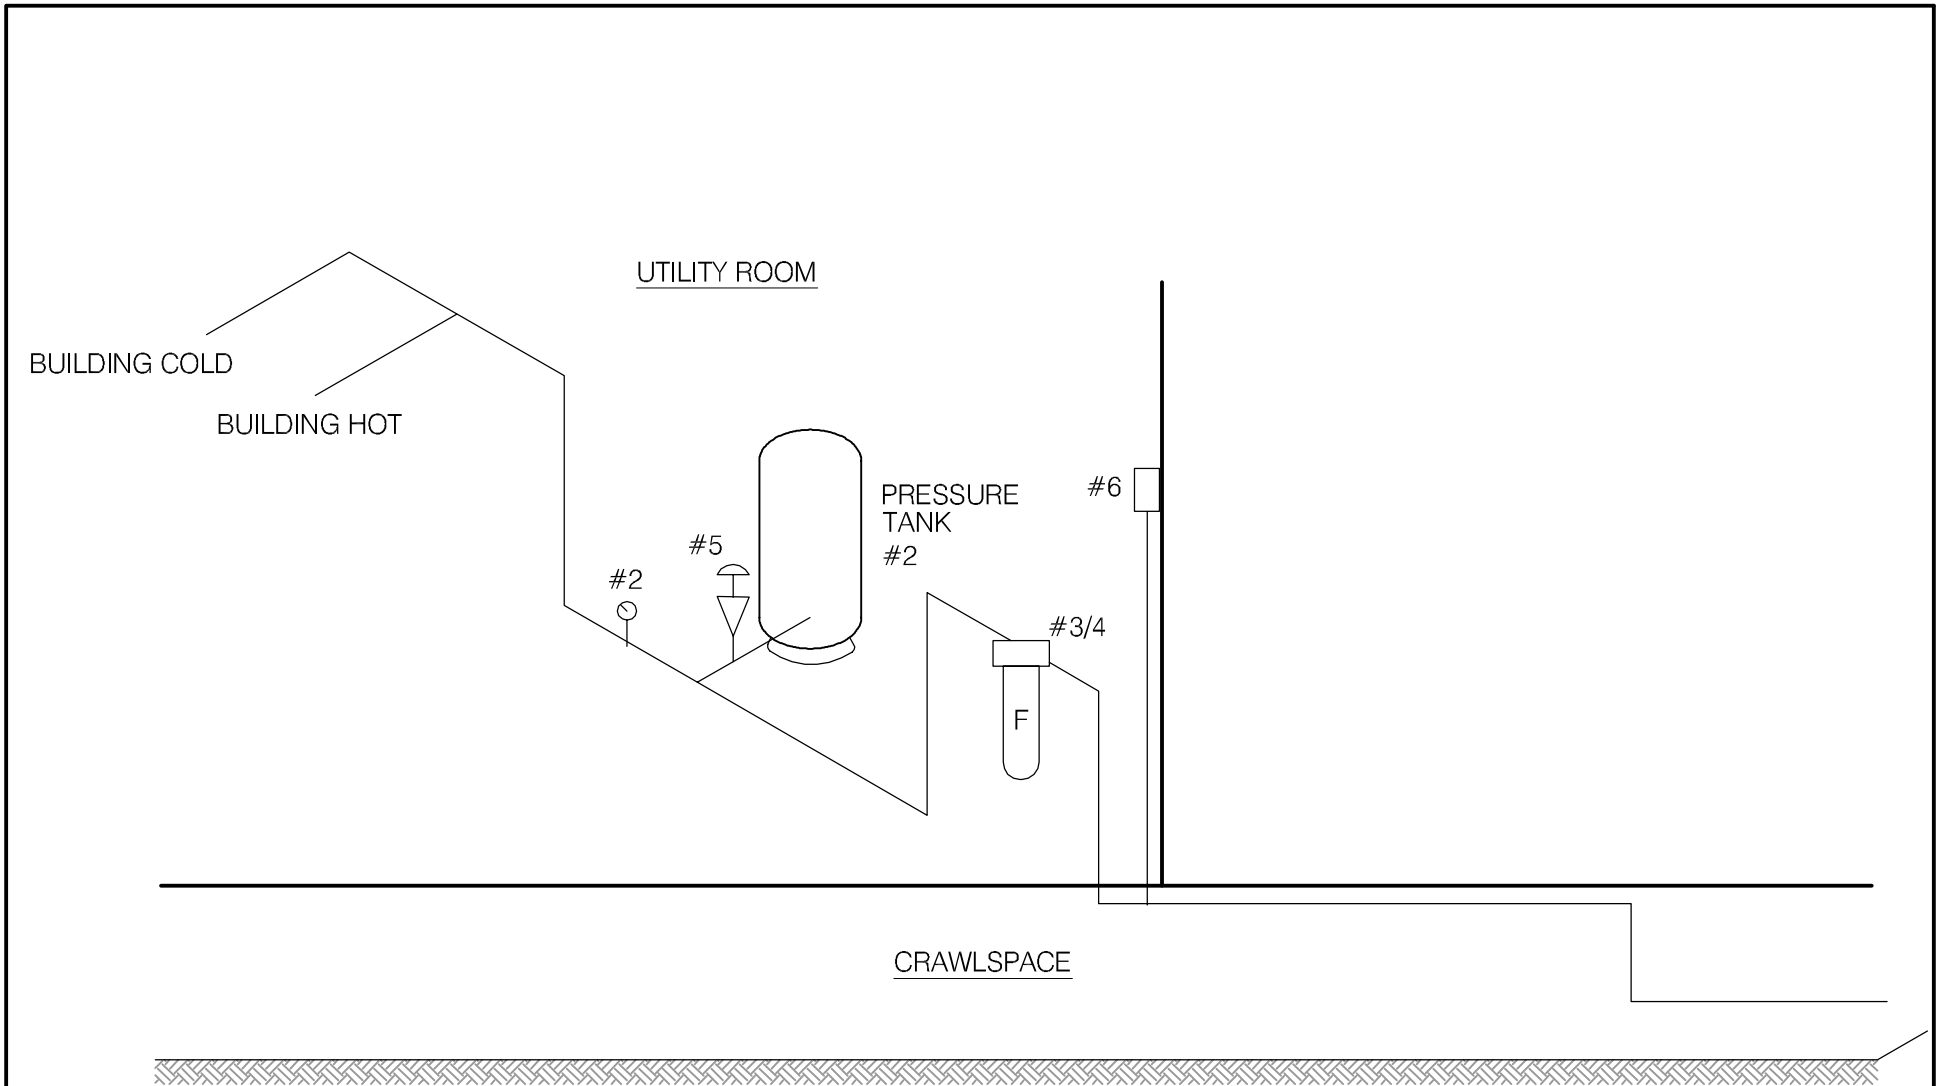 UTILITY ROOM
BUILDING COLD
BUILDING HOT
#6
PRESSURE
TANK
#2
#5
#2
#3/4
F
CRAWLSPACE